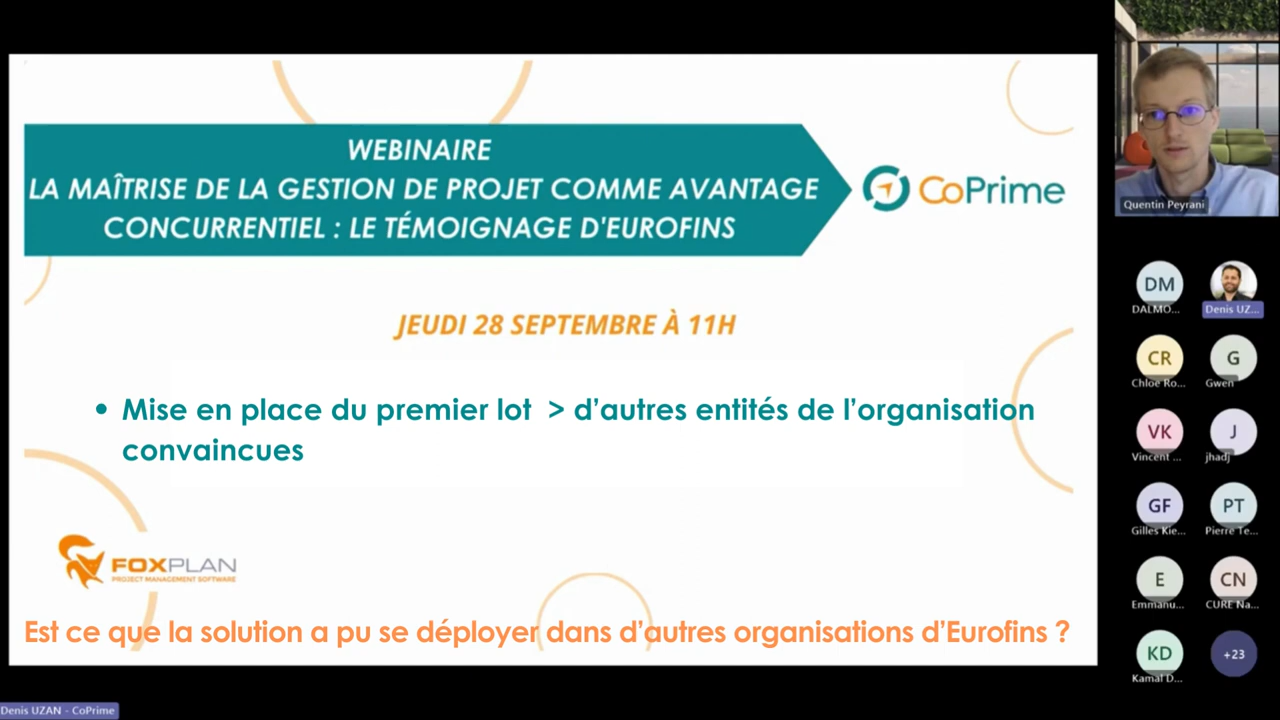 WEBINAIRE
LA MAÎTRISE DE LA GESTION DE PROJET COMME AVANTAGE
CONCURRENTIEL : LE TÉMOIGNAGE D'EUROFINS
CoPrime
JEUDI 28 SEPTEMBRE À 11H
• Mise en place du premier lot > d’autres entités de l’organisation
convaincues
FOXPLAN
PROJECT MANAGEMENT SOFTWARE
Est ce que la solution a pu se déployer dans d’autres organisations d’Eurofins ?
Denis UZAN - CoPrime
Quentin Peyrani
DM
DALMO...
Denis UZ...
CR
Chloé Ro...
G
Gwen
VK
Vincent ...
J
jhadj
GF
Gilles Kie...
PT
Pierre Te...
E
Emmanu...
CN
CURE Na...
KD
Kamal D...
+23